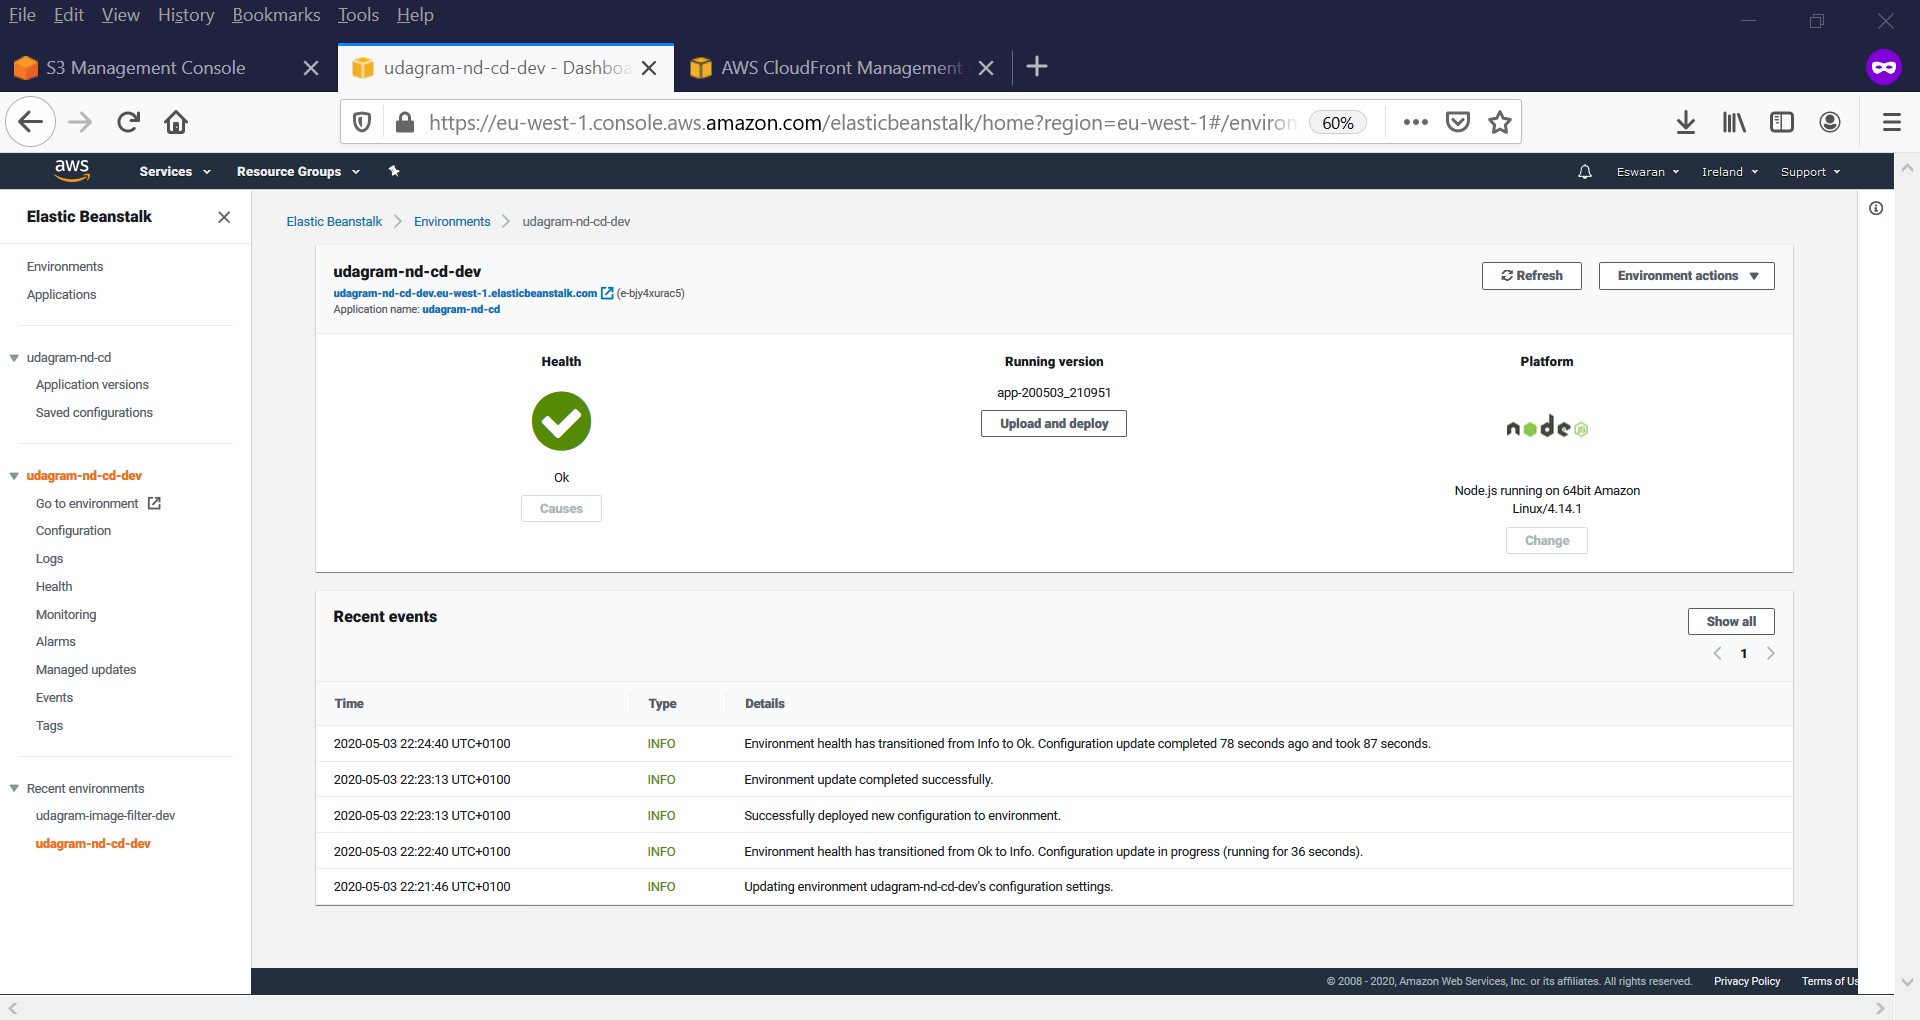 File Edit View History Bookmarks Tools Help
S3 Management Console
udagram-nd-cd-dev - Dashboa
AWS CloudFront Management
https://eu-west-1.console.aws.amazon.com/elasticbeanstalk/home?region=eu-west-1#/environ 60%
aws Services Resource Groups Eswaran Ireland Support
Elastic Beanstalk
Environments
Applications
udagram-nd-cd
Application versions
Saved configurations
udagram-nd-cd-dev
Go to environment
Configuration
Logs
Health
Monitoring
Alarms
Managed updates
Events
Tags
Recent environments
udagram-image-filter-dev
udagram-nd-cd-dev
Elastic Beanstalk Environments udagram-nd-cd-dev
udagram-nd-cd-dev
udagram-nd-cd-dev.eu-west-1.elasticbeanstalk.com (e-bjy4xurac5)
Application name: udagram-nd-cd
Refresh
Environment actions
Health
Ok
Causes
Running version
app-200503_210951
Upload and deploy
Platform
node JS
Node.js running on 64bit Amazon
Linux/4.14.1
Change
Recent events
Show all
1
Time Type Details
2020-05-03 22:24:40 UTC+0100 INFO Environment health has transitioned from Info to Ok. Configuration update completed 78 seconds ago and took 87 seconds.
2020-05-03 22:23:13 UTC+0100 INFO Environment update completed successfully.
2020-05-03 22:23:13 UTC+0100 INFO Successfully deployed new configuration to environment.
2020-05-03 22:22:40 UTC+0100 INFO Environment health has transitioned from Ok to Info. Configuration update in progress (running for 36 seconds).
2020-05-03 22:21:46 UTC+0100 INFO Updating environment udagram-nd-cd-dev's configuration settings.
© 2008 - 2020, Amazon Web Services, Inc. or its affiliates. All rights reserved. Privacy Policy Terms of Us